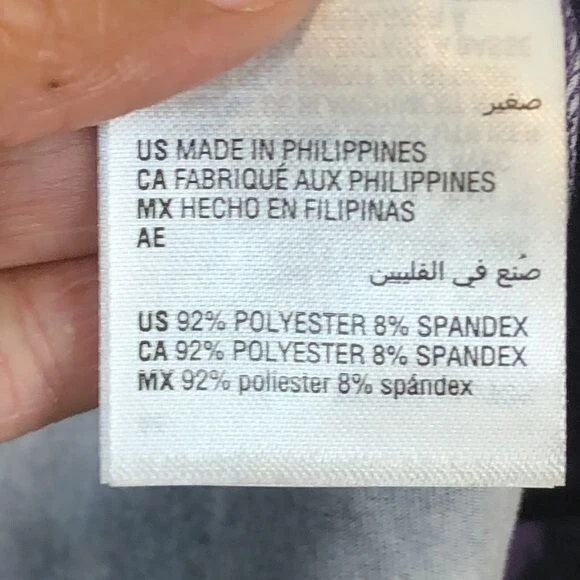 صغير
US MADE IN PHILIPPINES
CA FABRIQUÉ AUX PHILIPPINES
MX HECHO EN FILIPINAS
AE
صُنع في الفلبين
US 92% POLYESTER 8% SPANDEX
CA 92% POLYESTER 8% SPANDEX
MX 92% poliester 8% spándex